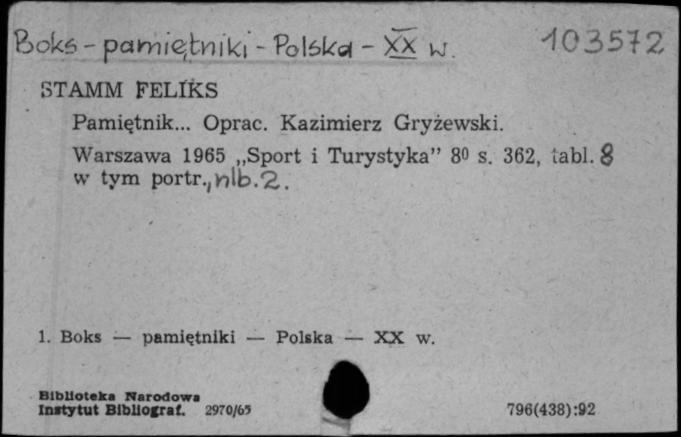 Boks - pamiętniki - Polska - XX w. 103572
STAMM FELIKS
Pamiętnik... Oprac. Kazimierz Gryżewski.
Warszawa 1965 „Sport i Turystyka” 8⁰ s. 362, tabl. 8
w tym portr., nlb. 2.
1. Boks — pamiętniki — Polska — XX w.
Biblioteka Narodowa
Instytut Bibliograf. 2970/65 796(438):92